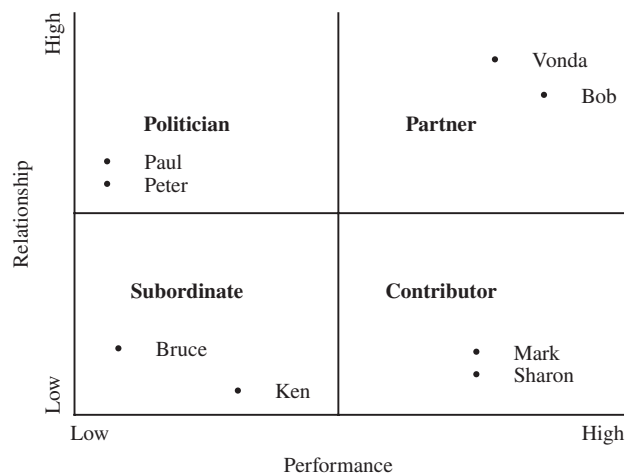 High
Vonda
Bob
Politician
Partner
Paul
Peter
Relationship
Subordinate
Contributor
Bruce
Mark
Sharon
Ken
Low
Low
High
Performance